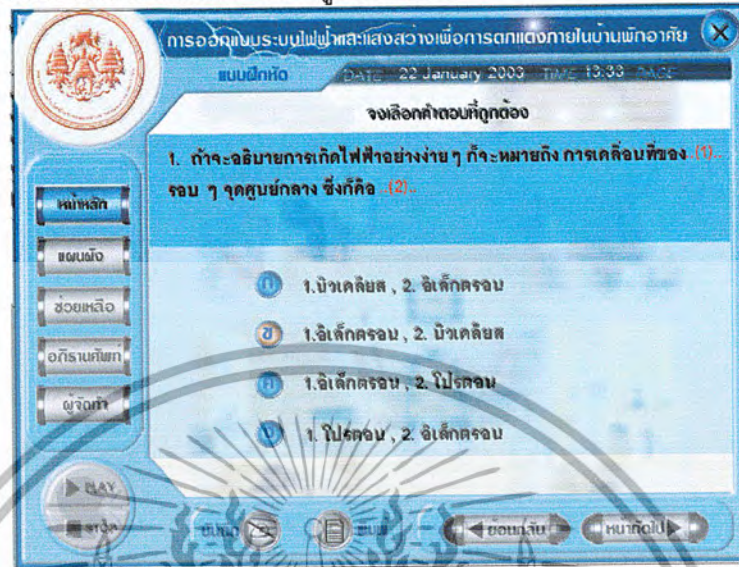 การออกแบบระบบไฟฟ้าและแสงสว่างเพื่อการตกแต่งภายในบ้านพักอาศัย
แบบฝึกหัด DATE 22 January 2003 TIME 13:33 PAGE
จงเลือกคำตอบที่ถูกต้อง
1. ถ้าจะอธิบายการเกิดไฟฟ้าอย่างง่าย ๆ ก็จะหมายถึง การเคลื่อนที่ของ ..(1)..
รอบ ๆ จุดศูนย์กลาง ซึ่งก็คือ ..(2)..
หน้าหลัก
แผนผัง
ช่วยเหลือ
อภิธานศัพท์
ผู้จัดทำ
ก 1.นิวเคลียส , 2. อิเล็กตรอน
ข 1.อิเล็กตรอน , 2. นิวเคลียส
ค 1.อิเล็กตรอน , 2. โปรตอน
ง 1. โปรตอน , 2. อิเล็กตรอน
PLAY
STOP
พิมพ์
ย้อนกลับ
หน้าถัดไป